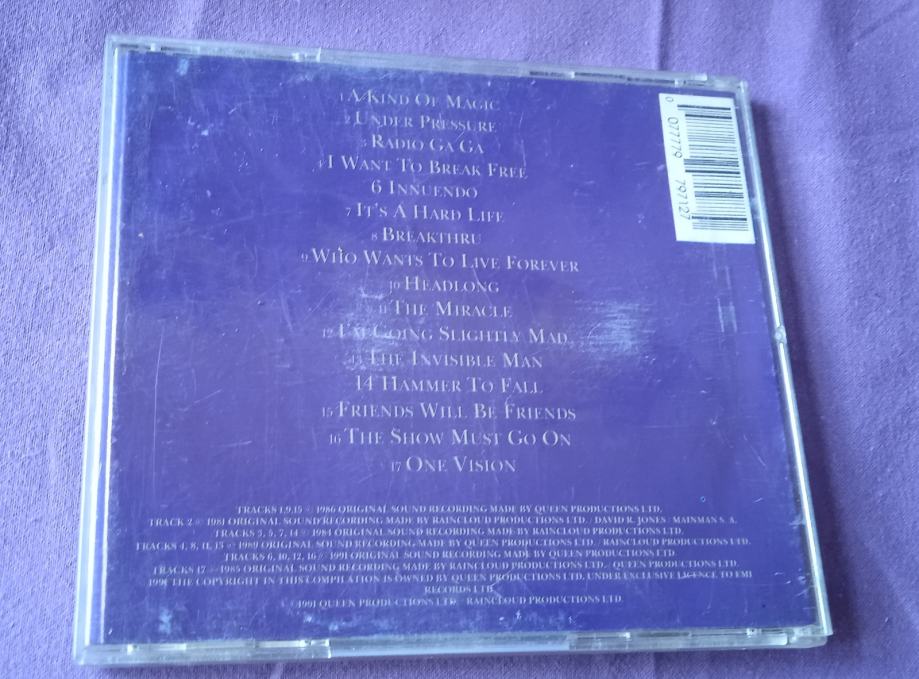 1 A KIND OF MAGIC
2 UNDER PRESSURE
3 RADIO GA GA
4 I WANT TO BREAK FREE
6 INNUENDO
7 IT'S A HARD LIFE
8 BREAKTHRU
9 WHO WANTS TO LIVE FOREVER
10 HEADLONG
11 THE MIRACLE
12 I'M GOING SLIGHTLY MAD
13 THE INVISIBLE MAN
14 HAMMER TO FALL
15 FRIENDS WILL BE FRIENDS
16 THE SHOW MUST GO ON
17 ONE VISION
0 077779 797127
TRACKS 1,9,15 1986 ORIGINAL SOUND RECORDING MADE BY QUEEN PRODUCTIONS LTD.
TRACK 2 1981 ORIGINAL SOUND RECORDING MADE BY RAINCLOUD PRODUCTIONS LTD. / DAVID R. JONES / MAINMAN S. A.
TRACKS 3, 5, 7, 14 1984 ORIGINAL SOUND RECORDING MADE BY RAINCLOUD PRODUCTIONS LTD.
TRACKS 4, 8, 11, 13 1989 ORIGINAL SOUND RECORDING MADE BY QUEEN PRODUCTIONS LTD. / RAINCLOUD PRODUCTIONS LTD.
TRACKS 6, 10, 12, 16 1991 ORIGINAL SOUND RECORDING MADE BY QUEEN PRODUCTIONS LTD.
TRACKS 17 1985 ORIGINAL SOUND RECORDING MADE BY RAINCLOUD PRODUCTIONS LTD. / QUEEN PRODUCTIONS LTD.
1991 THE COPYRIGHT IN THIS COMPILATION IS OWNED BY QUEEN PRODUCTIONS LTD. UNDER EXCLUSIVE LICENCE TO EMI
RECORDS LTD.
©1991 QUEEN PRODUCTIONS LTD. / RAINCLOUD PRODUCTIONS LTD.